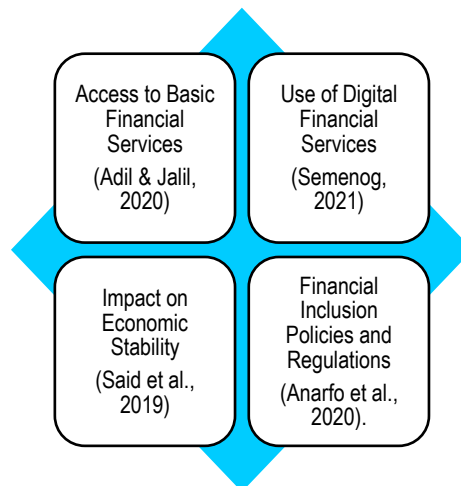 Access to Basic
Financial
Services
(Adil & Jalil,
2020)
Use of Digital
Financial
Services
(Semenog,
2021)
Impact on
Economic
Stability
(Said et al.,
2019)
Financial
Inclusion
Policies and
Regulations
(Anarfo et al.,
2020).